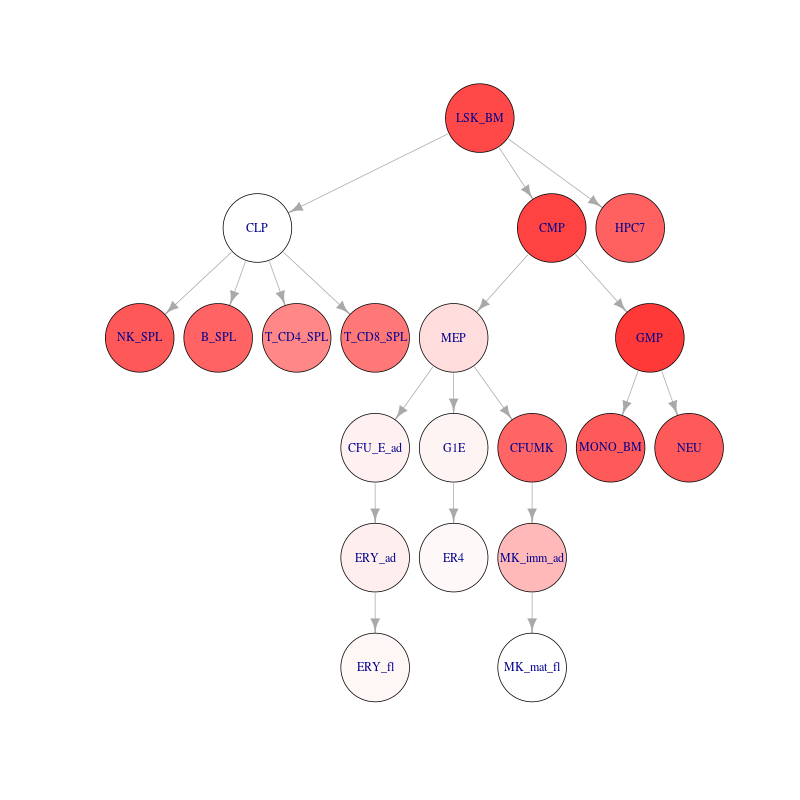 LSK_BM
CLP
CMP
HPC7
NK_SPL
B_SPL
T_CD4_SPL
T_CD8_SPL
MEP
GMP
CFU_E_ad
G1E
CFUMK
MONO_BM
NEU
ERY_ad
ER4
MK_imm_ad
ERY_fl
MK_mat_fl